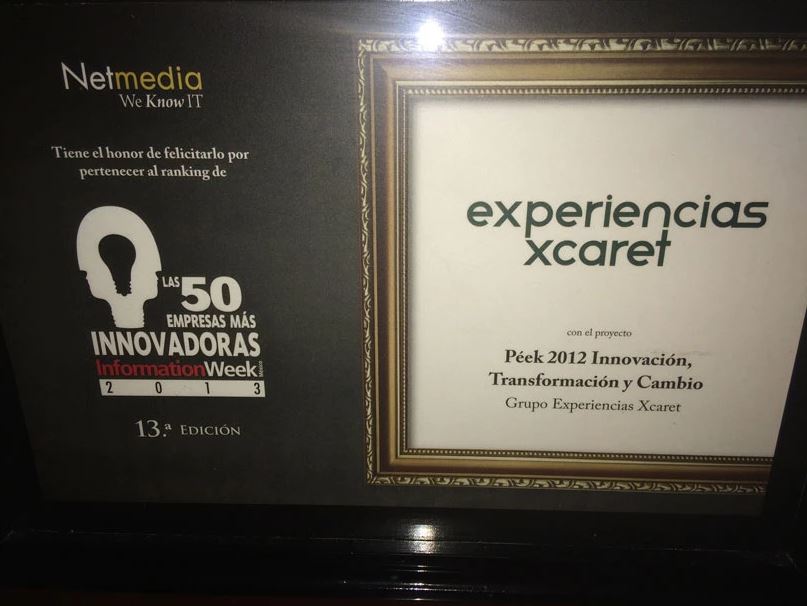 Netmedia
We Know IT
Tiene el honor de felicitarlo por
pertenecer al ranking de
LAS 50
EMPRESAS MÁS
INNOVADORAS
InformationWeek
2013
13.ª EDICIÓN
experiencias
xcaret
con el proyecto
Péek 2012 Innovación,
Transformación y Cambio
Grupo Experiencias Xcaret